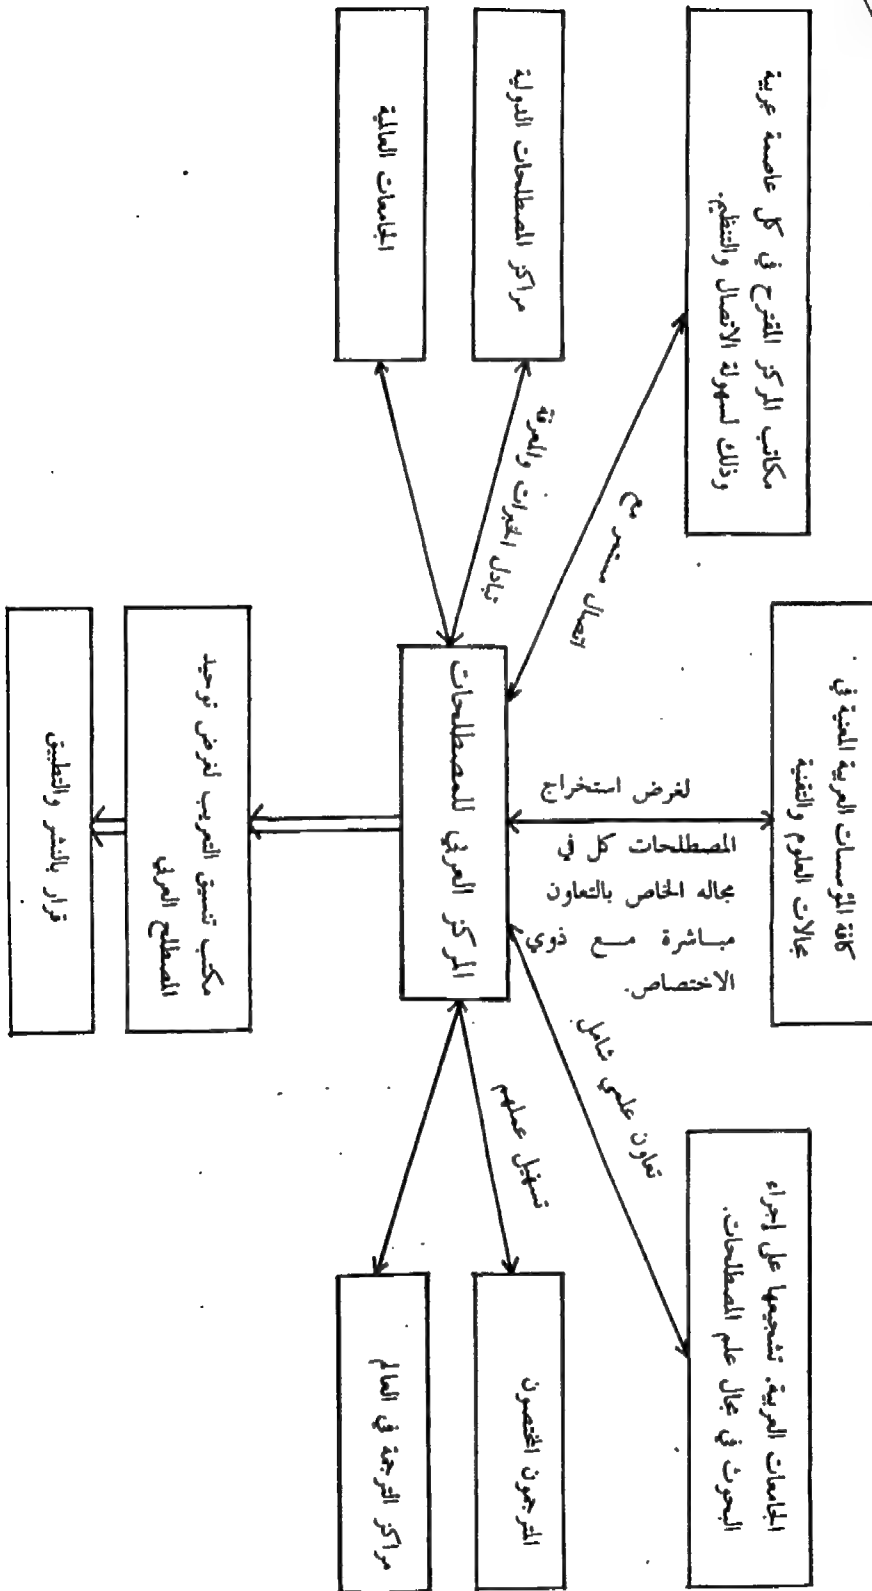 مكاتب المركز المقترح في كل عاصمة عربية
وذلك لسهولة الاتصال والتنظيم.
كافة المؤسسات العربية المعنية في
مجالات العلوم والتقنية
الجامعات العربية. تشجيعها على إجراء
البحوث في مجال علم المصطلحات.
اتصال مستمر مع
لغرض استخراج
المصطلحات كل في
مجاله الخاص بالتعاون
مباشرة مع ذوي
الاختصاص.
تعاون علمي شامل
مراكز المصطلحات الدولية
الجامعات العالمية
تبادل الخبرات والمعرفة
المركز العربي للمصطلحات
تسهيل عملهم
المترجمون المختصون
مراكز الترجمة في العالم
مكتب تنسيق التعريب لغرض توحيد
المصطلح العربي
قرار بالنشر والتطبيق